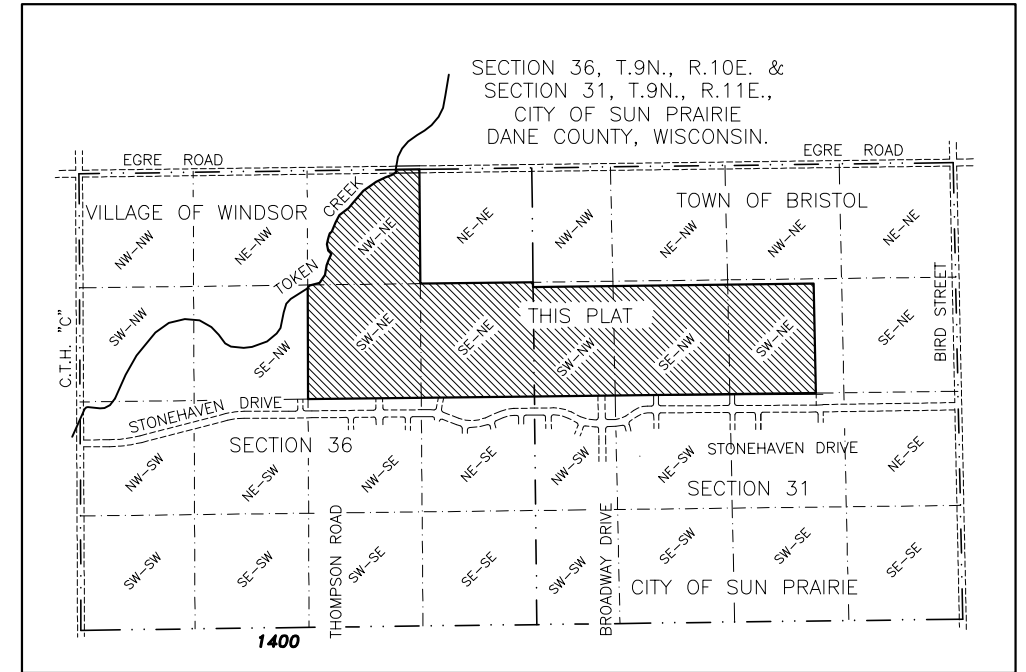 SECTION 36, T.9N., R.10E. &
SECTION 31, T.9N., R.11E.,
CITY OF SUN PRAIRIE
DANE COUNTY, WISCONSIN.
EGRE ROAD
EGRE ROAD
VILLAGE OF WINDSOR
TOKEN CREEK
TOWN OF BRISTOL
NW-NW
NE-NW
NW-NE
NE-NE
NW-NW
NE-NW
NW-NE
NE-NE
C.T.H. "C"
BIRD STREET
THIS PLAT
SW-NW
SE-NW
SW-NE
SE-NE
SW-NW
SE-NW
SW-NE
SE-NE
STONEHAVEN DRIVE
STONEHAVEN DRIVE
SECTION 36
SECTION 31
NW-SW
NE-SW
NW-SE
NE-SE
NW-SW
NE-SW
NE-SE
THOMPSON ROAD
BROADWAY DRIVE
SW-SW
SE-SW
SW-SE
SE-SE
SW-SW
SE-SW
SW-SE
SE-SE
CITY OF SUN PRAIRIE
1400